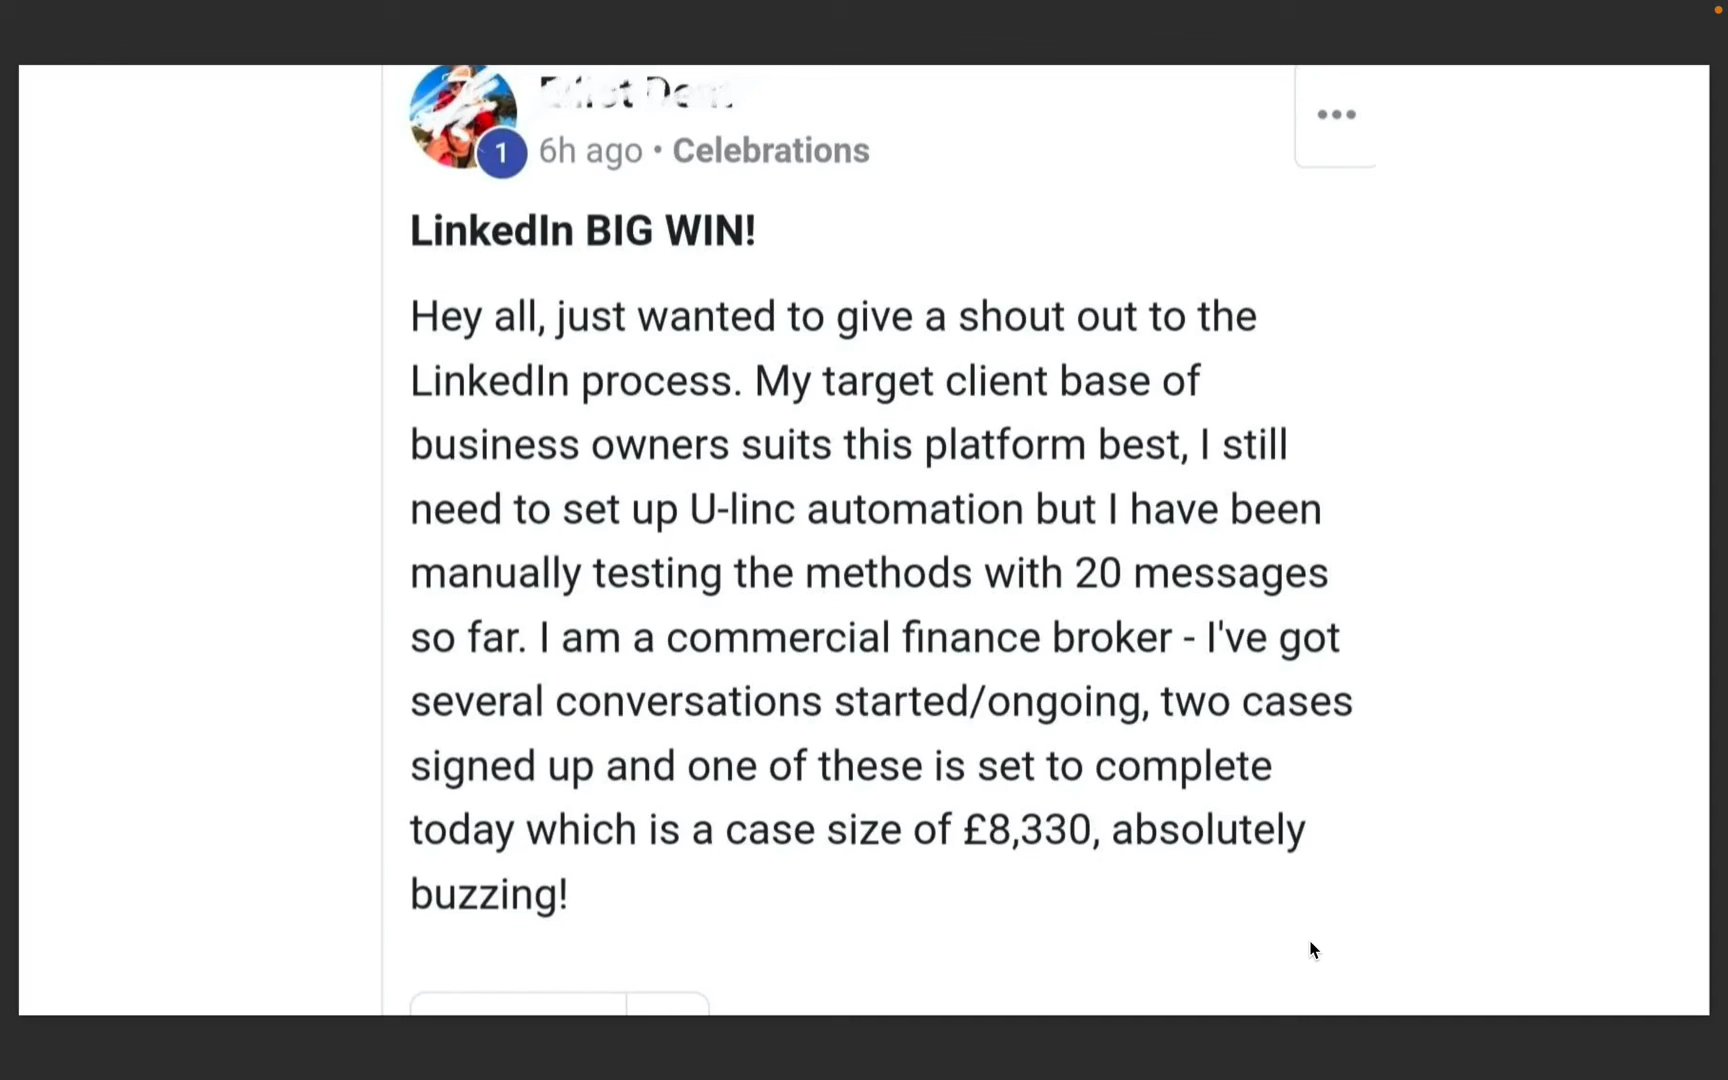 1
6h ago • Celebrations
LinkedIn BIG WIN!
Hey all, just wanted to give a shout out to the
LinkedIn process. My target client base of
business owners suits this platform best, I still
need to set up U-linc automation but I have been
manually testing the methods with 20 messages
so far. I am a commercial finance broker - I've got
several conversations started/ongoing, two cases
signed up and one of these is set to complete
today which is a case size of £8,330, absolutely
buzzing!